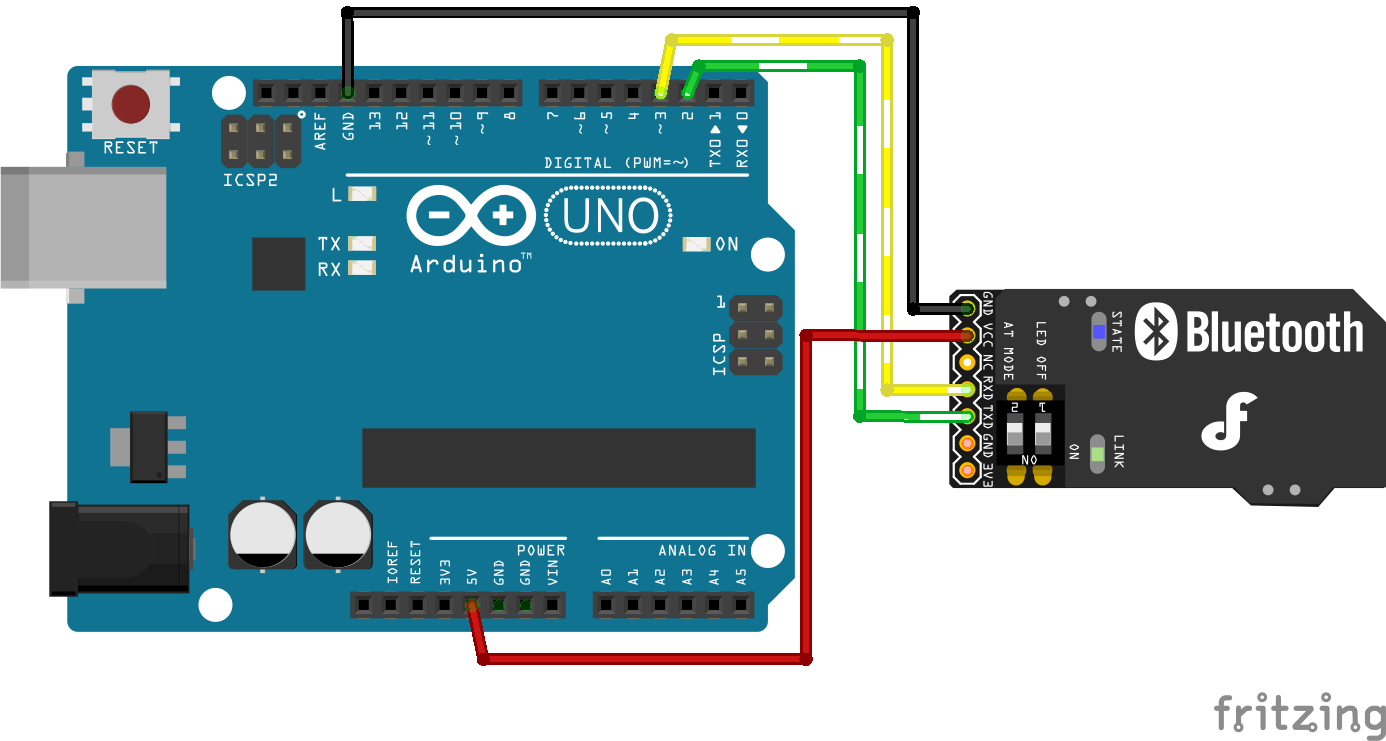 RESET
ICSP2
AREF
GND
13
12
~11
~10
~9
8
7
~6
~5
4
~3
2
TX0▶1
RX0◀0
DIGITAL (PWM=~)
L
TX
RX
Arduino™
UNO
ON
1
ICSP
IOREF
RESET
3V3
5V
GND
GND
VIN
POWER
ANALOG IN
A0
A1
A2
A3
A4
A5
GND
VCC
NC
RXD
TXD
GND
3V3
AT MODE
LED OFF
2
1
ON
ON
STATE
LINK
Bluetooth
fritzing